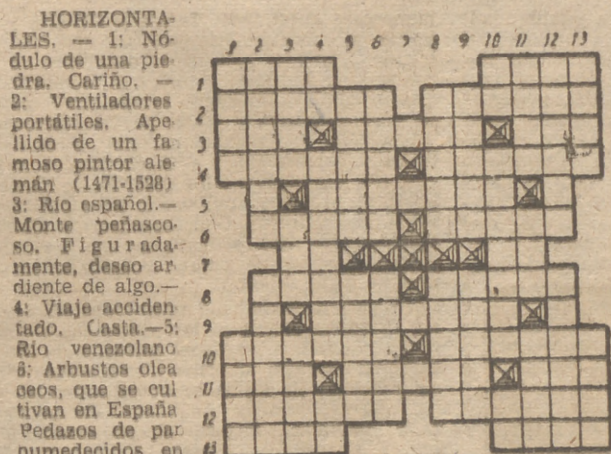 HORIZONTA-
LES. — 1: Nó-
dulo de una pie
dra. Cariño. —
2: Ventiladores
portátiles. Ape
llido de un fa
moso pintor ale
mán (1471-1528)
3: Río español.—
Monte peñasco-
so. Figurada-
mente, deseo ar
diente de algo.—
4: Viaje acciden
tado. Casta.—5:
Río venezolano
6: Arbustos olea
ceos, que se cul
tivan en España
Pedazos de pan
humedecidos en
1 2 3 4 5 6 7 8 9 10 11 12 13
1
2
3
4
5
6
7
8
9
10
11
12
13